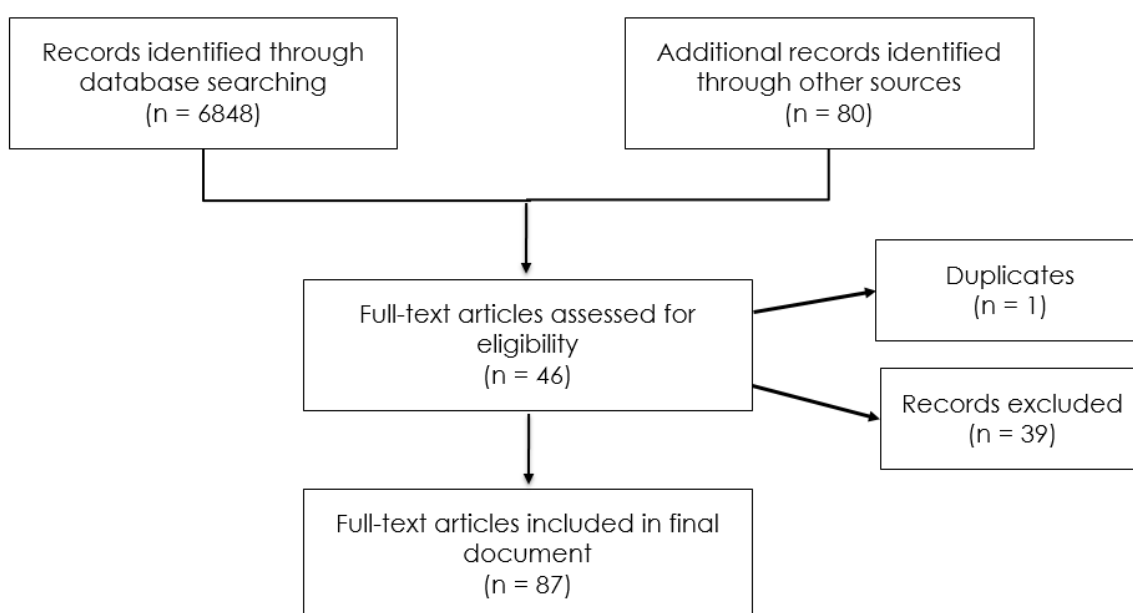 Records identified through
database searching
(n = 6848)
Additional records identified
through other sources
(n = 80)
Full-text articles assessed for
eligibility
(n = 46)
Duplicates
(n = 1)
Records excluded
(n = 39)
Full-text articles included in final
document
(n = 87)